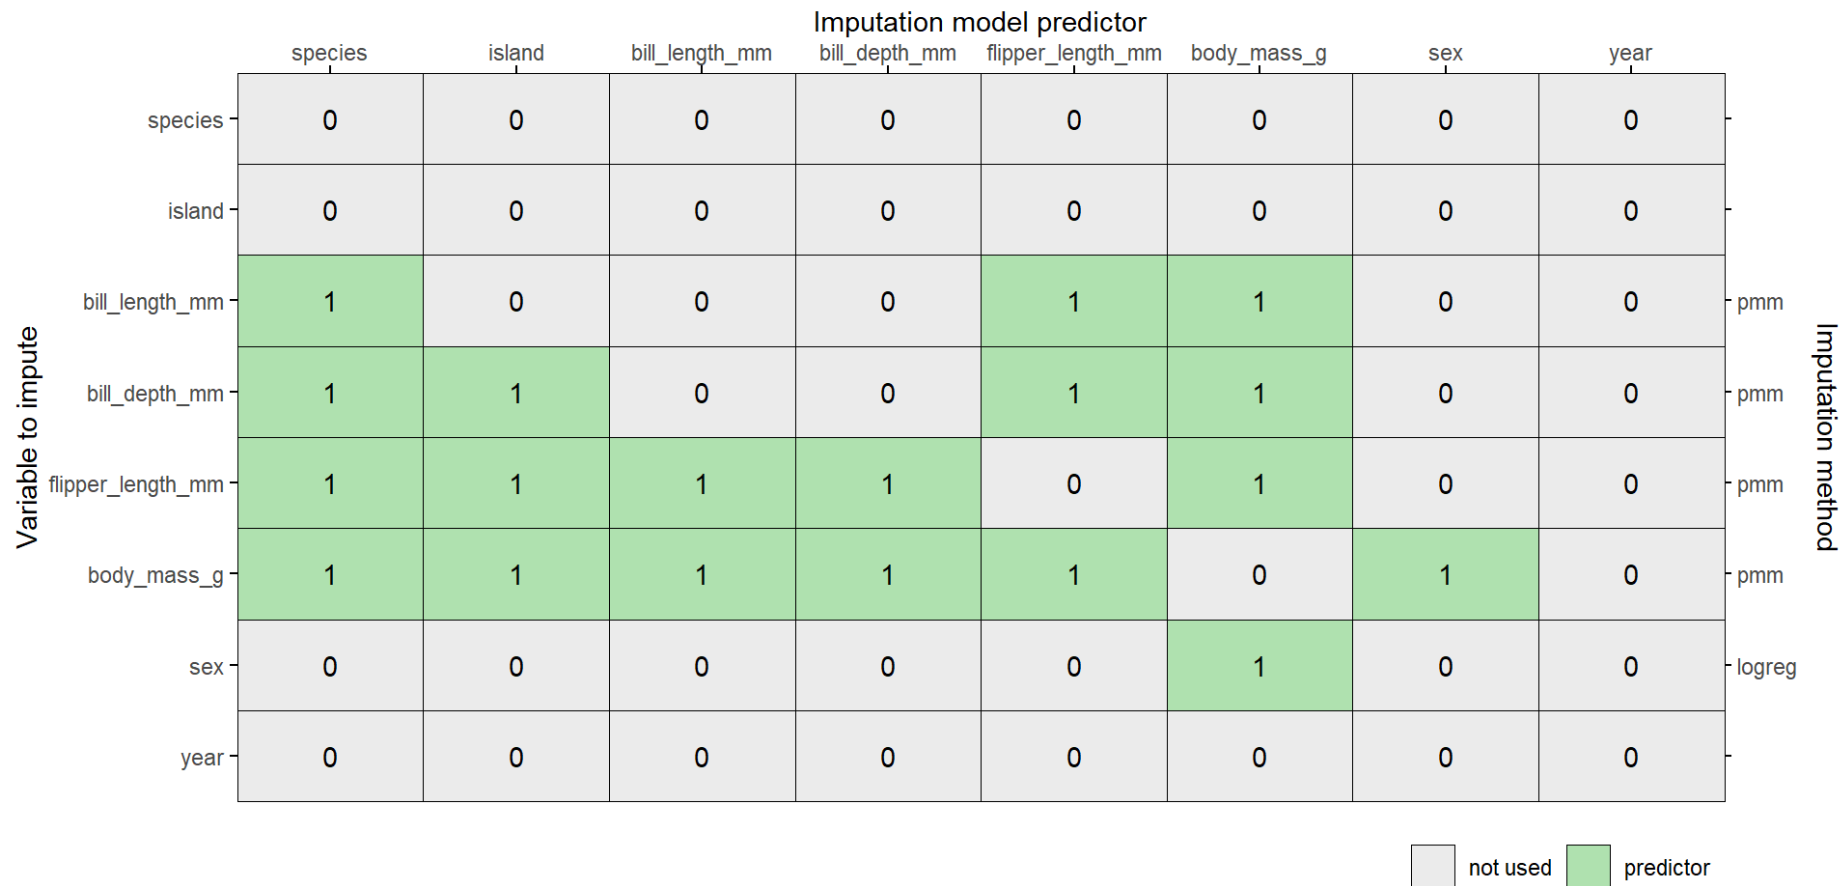 Imputation model predictor
species island bill_length_mm bill_depth_mm flipper_length_mm body_mass_g sex year
species 0 0 0 0 0 0 0 0
island 0 0 0 0 0 0 0 0
bill_length_mm 1 0 0 0 1 1 0 0 pmm
bill_depth_mm 1 1 0 0 1 1 0 0 pmm
flipper_length_mm 1 1 1 1 0 1 0 0 pmm
body_mass_g 1 1 1 1 1 0 1 0 pmm
sex 0 0 0 0 0 1 0 0 logreg
year 0 0 0 0 0 0 0 0
Variable to impute
Imputation method
not used predictor